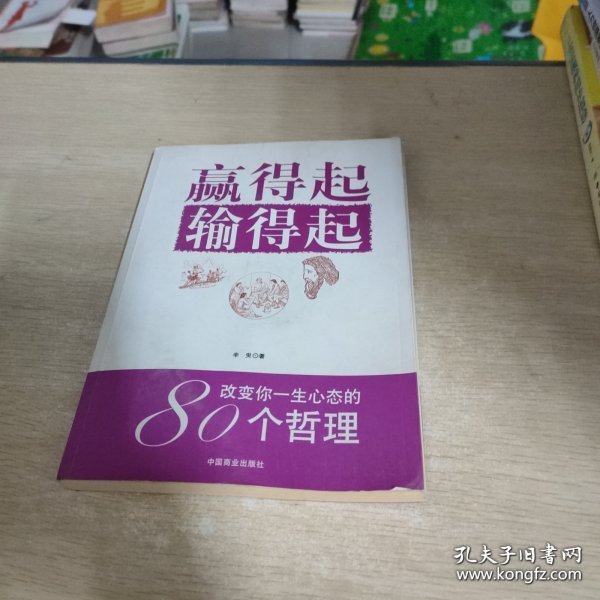 赢得起
输得起
著
改变你一生心态的
80个哲理
中国商业出版社
孔夫子旧书网
www.kongfz.com